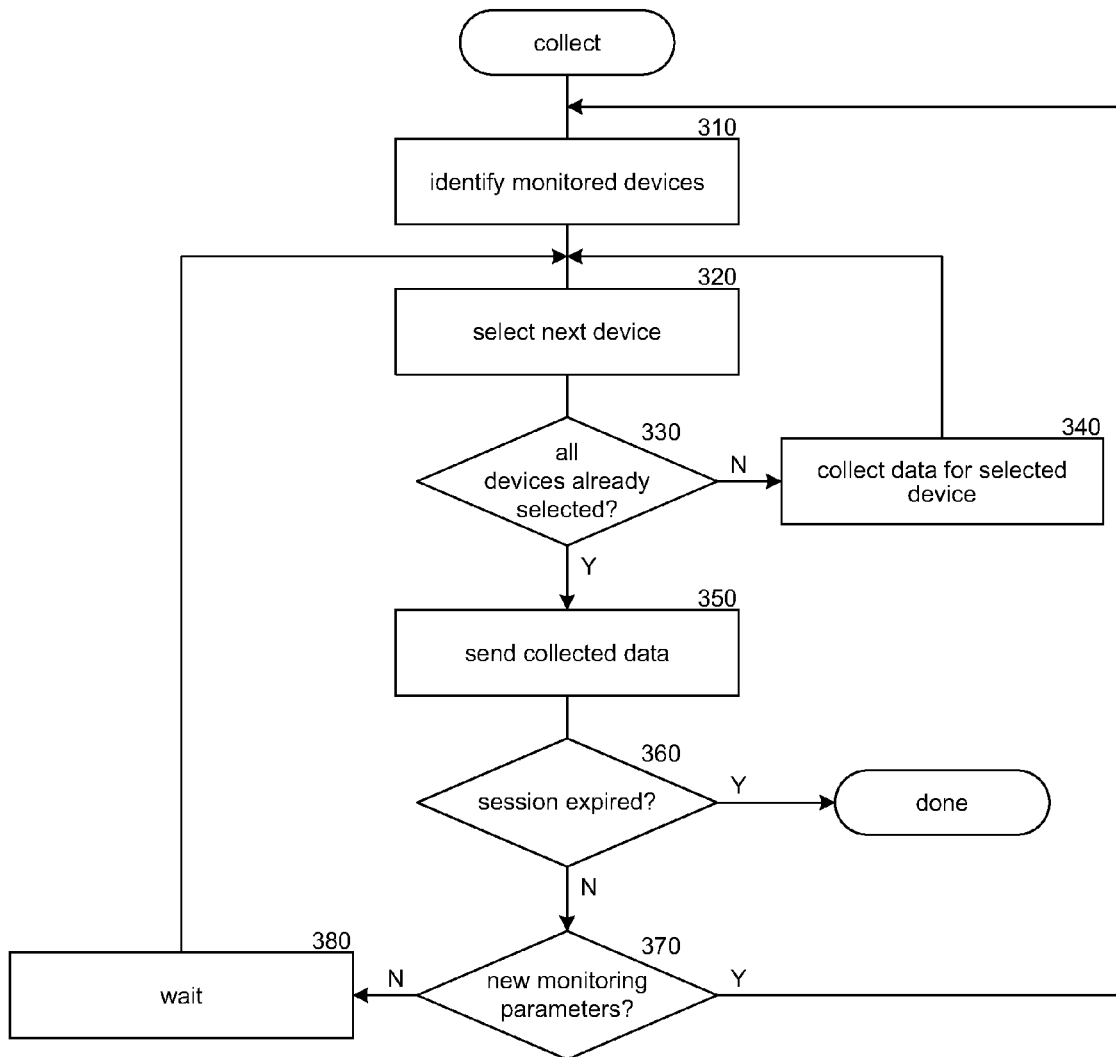 collect
310
identify monitored devices
320
select next device
330
all
devices already
selected?
N
340
collect data for selected
device
Y
350
send collected data
360
session expired?
Y
done
N
380
wait
N
370
new monitoring
parameters?
Y